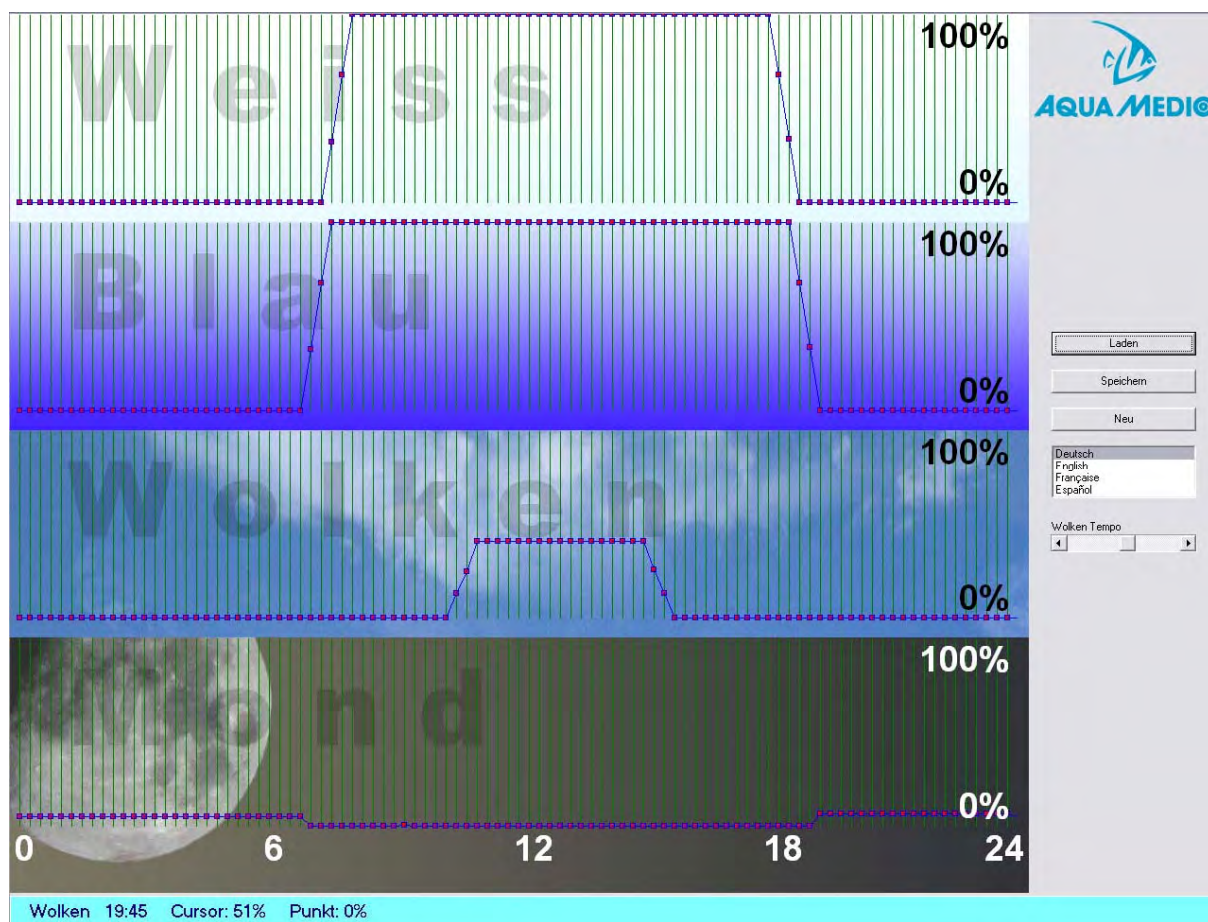 Weiss
100%
0%
Blau
100%
0%
Wolken
100%
0%
Mond
100%
0%
0 6 12 18 24
Wolken 19:45 Cursor: 51% Punkt: 0%
AQUA MEDIC
Laden
Speichern
Neu
Deutsch
English
Française
Español
Wolken Tempo